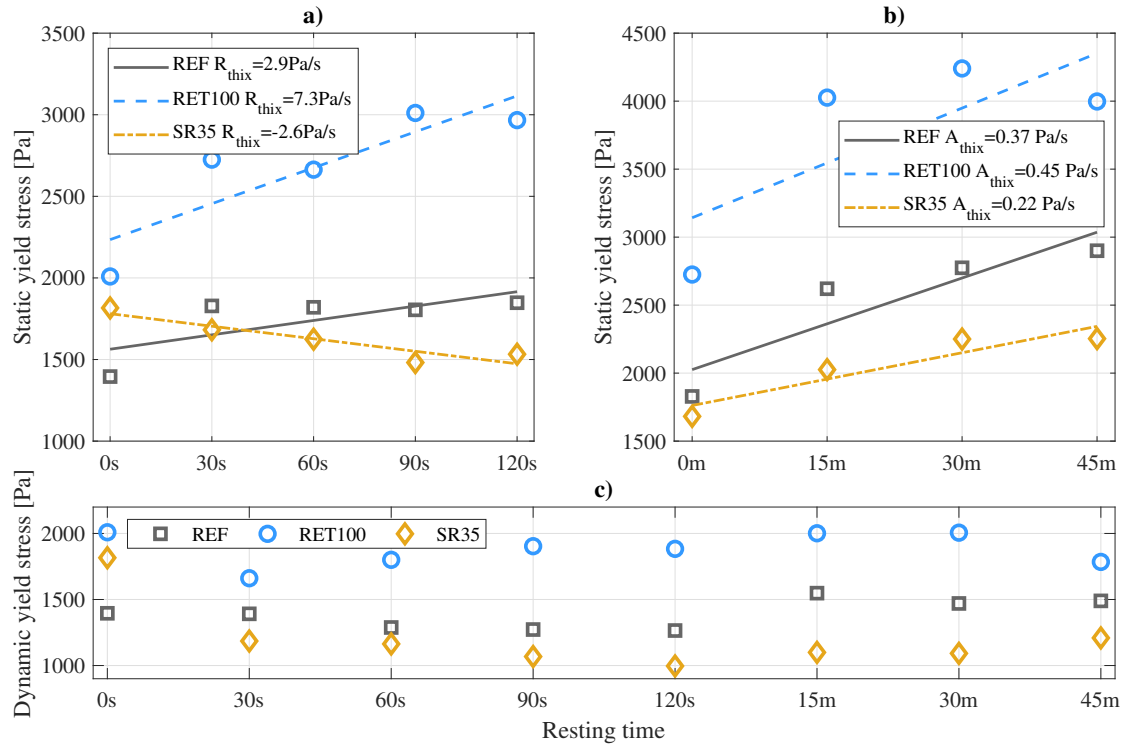 a)
3500
3000
2500
2000
1500
1000
Static yield stress [Pa]
REF R_thix=2.9Pa/s
RET100 R_thix=7.3Pa/s
SR35 R_thix=-2.6Pa/s
0s 30s 60s 90s 120s
b)
4500
4000
3500
3000
2500
2000
1500
Static yield stress [Pa]
REF A_thix=0.37 Pa/s
RET100 A_thix=0.45 Pa/s
SR35 A_thix=0.22 Pa/s
0m 15m 30m 45m
c)
2000
1500
1000
Dynamic yield stress [Pa]
REF RET100 SR35
0s 30s 60s 90s 120s 15m 30m 45m
Resting time